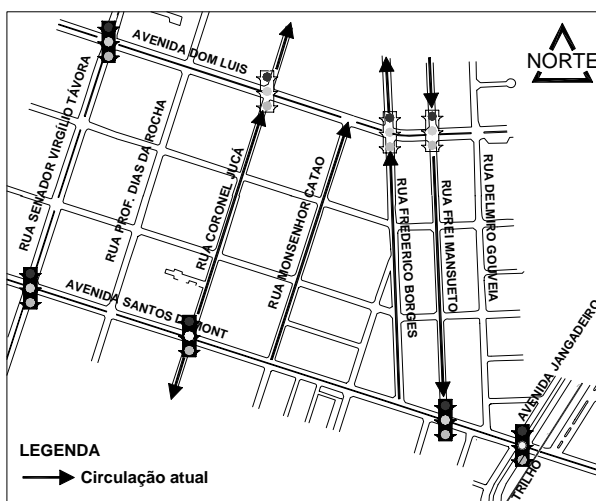 AVENIDA DOM LUIS
NORTE
RUA SENADOR VIRGÍLIO TÁVORA
RUA PROF. DIAS DA ROCHA
RUA CORONEL JUCÁ
RUA MONSENHOR CATAO
RUA FREDERICO BORGES
RUA FREI MANSUETO
RUA DELMIRO GOUVEIA
AVENIDA SANTOS DUMONT
AVENIDA JANGADEIRO
TRILHO
LEGENDA
Circulação atual